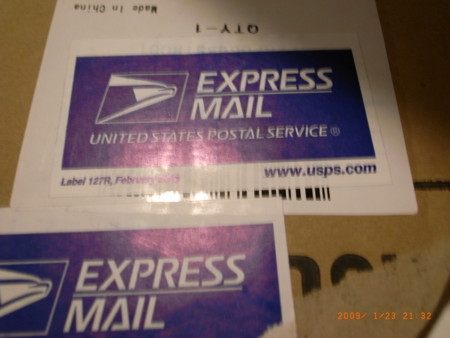 Made In China
QTY-1
EXPRESS
MAIL
UNITED STATES POSTAL SERVICE ®
Label 127R, February
www.usps.com
EXPRESS
MAIL
2009/ 1/23 21:32